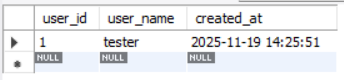 user_id user_name created_at
1 tester 2025-11-19 14:25:51
NULL NULL NULL